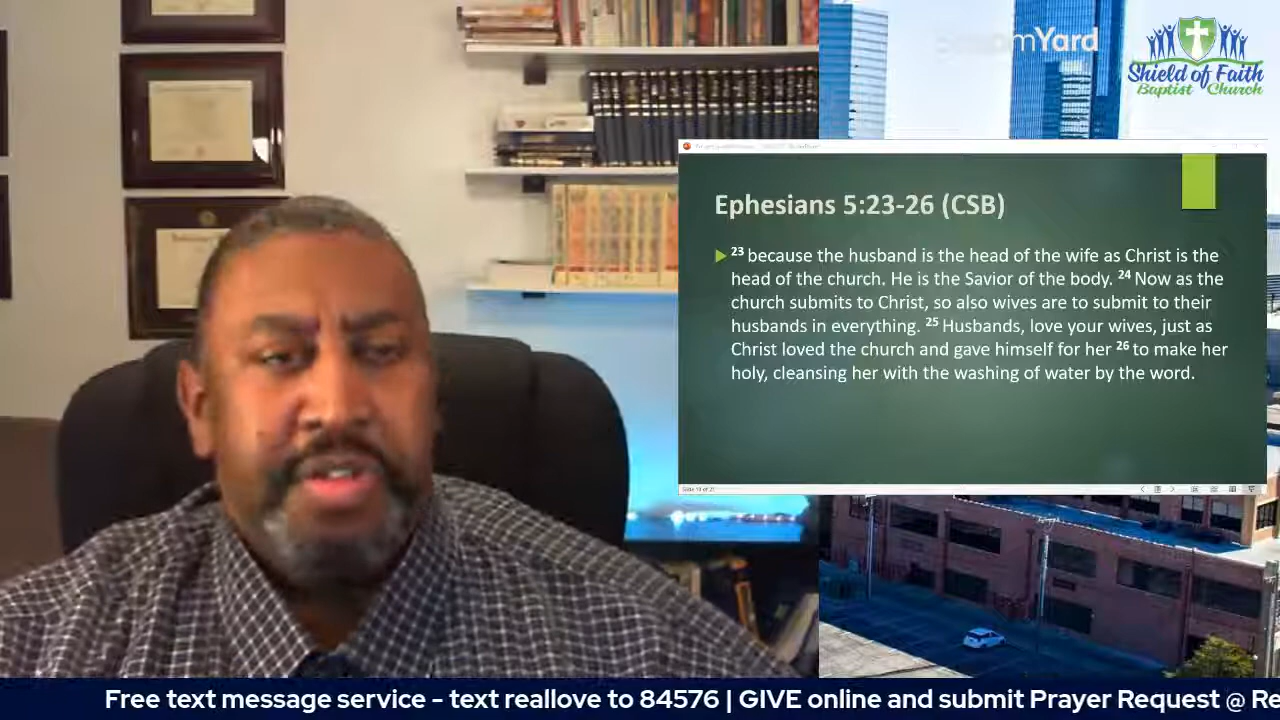 mYard
Shield of Faith
Baptist Church
Ephesians 5:23-26 (CSB)
23 because the husband is the head of the wife as Christ is the
head of the church. He is the Savior of the body. 24 Now as the
church submits to Christ, so also wives are to submit to their
husbands in everything. 25 Husbands, love your wives, just as
Christ loved the church and gave himself for her 26 to make her
holy, cleansing her with the washing of water by the word.
Free text message service - text reallove to 84576 | GIVE online and submit Prayer Request @ Re